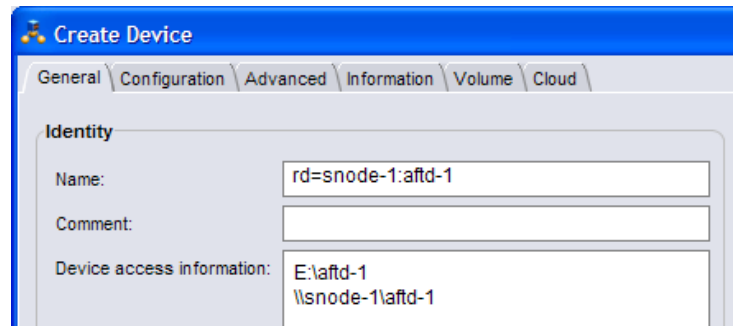 Create Device
General Configuration Advanced Information Volume Cloud
Identity
Name: rd=snode-1:aftd-1
Comment:
Device access information: E:\aftd-1
\\snode-1\aftd-1